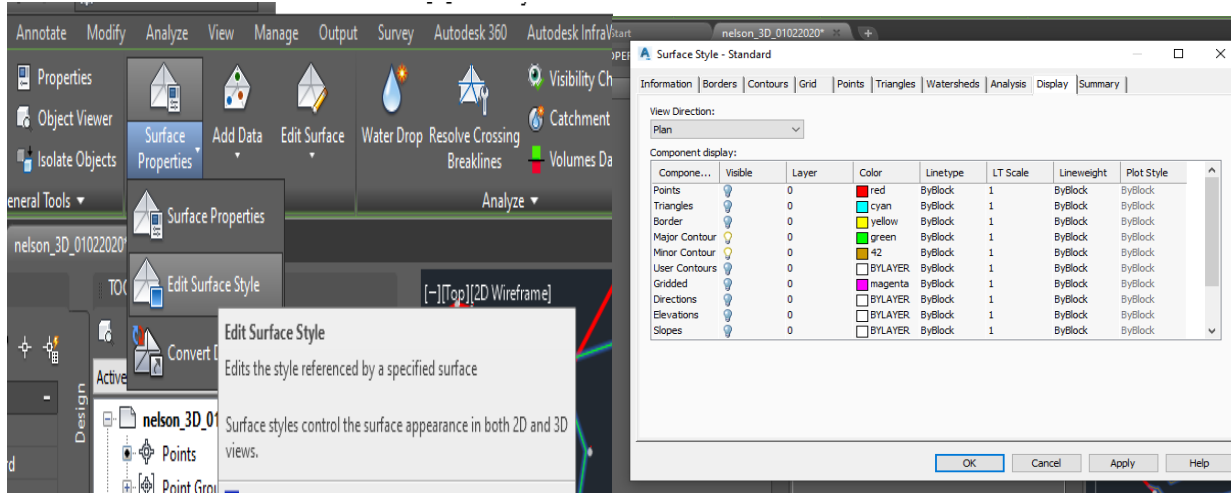 Annotate Modify Analyze View Manage Output Survey Autodesk 360 Autodesk InfraW
Properties
Object Viewer
Isolate Objects
General Tools
Surface
Properties
Add Data
Edit Surface
Water Drop
Resolve Crossing
Breaklines
Visibility Ch
Catchment
Volumes Da
Analyze
Surface Properties
Edit Surface Style
Convert D
nelson_3D_01022020*
TOO
Active
Design
nelson_3D_01
Points
Point Grou
[−][Top][2D Wireframe]
Edit Surface Style
Edits the style referenced by a specified surface
Surface styles control the surface appearance in both 2D and 3D
views.
Start
nelson_3D_01022020*
Surface Style - Standard
Information Borders Contours Grid Points Triangles Watersheds Analysis Display Summary
View Direction:
Plan
Component display:
Compone... Visible Layer Color Linetype LT Scale Lineweight Plot Style
Points 0 red ByBlock 1 ByBlock ByBlock
Triangles 0 cyan ByBlock 1 ByBlock ByBlock
Border 0 yellow ByBlock 1 ByBlock ByBlock
Major Contour 0 green ByBlock 1 ByBlock ByBlock
Minor Contour 0 42 ByBlock 1 ByBlock ByBlock
User Contours 0 BYLAYER ByBlock 1 ByBlock ByBlock
Gridded 0 magenta ByBlock 1 ByBlock ByBlock
Directions 0 BYLAYER ByBlock 1 ByBlock ByBlock
Elevations 0 BYLAYER ByBlock 1 ByBlock ByBlock
Slopes 0 BYLAYER ByBlock 1 ByBlock ByBlock
OK Cancel Apply Help